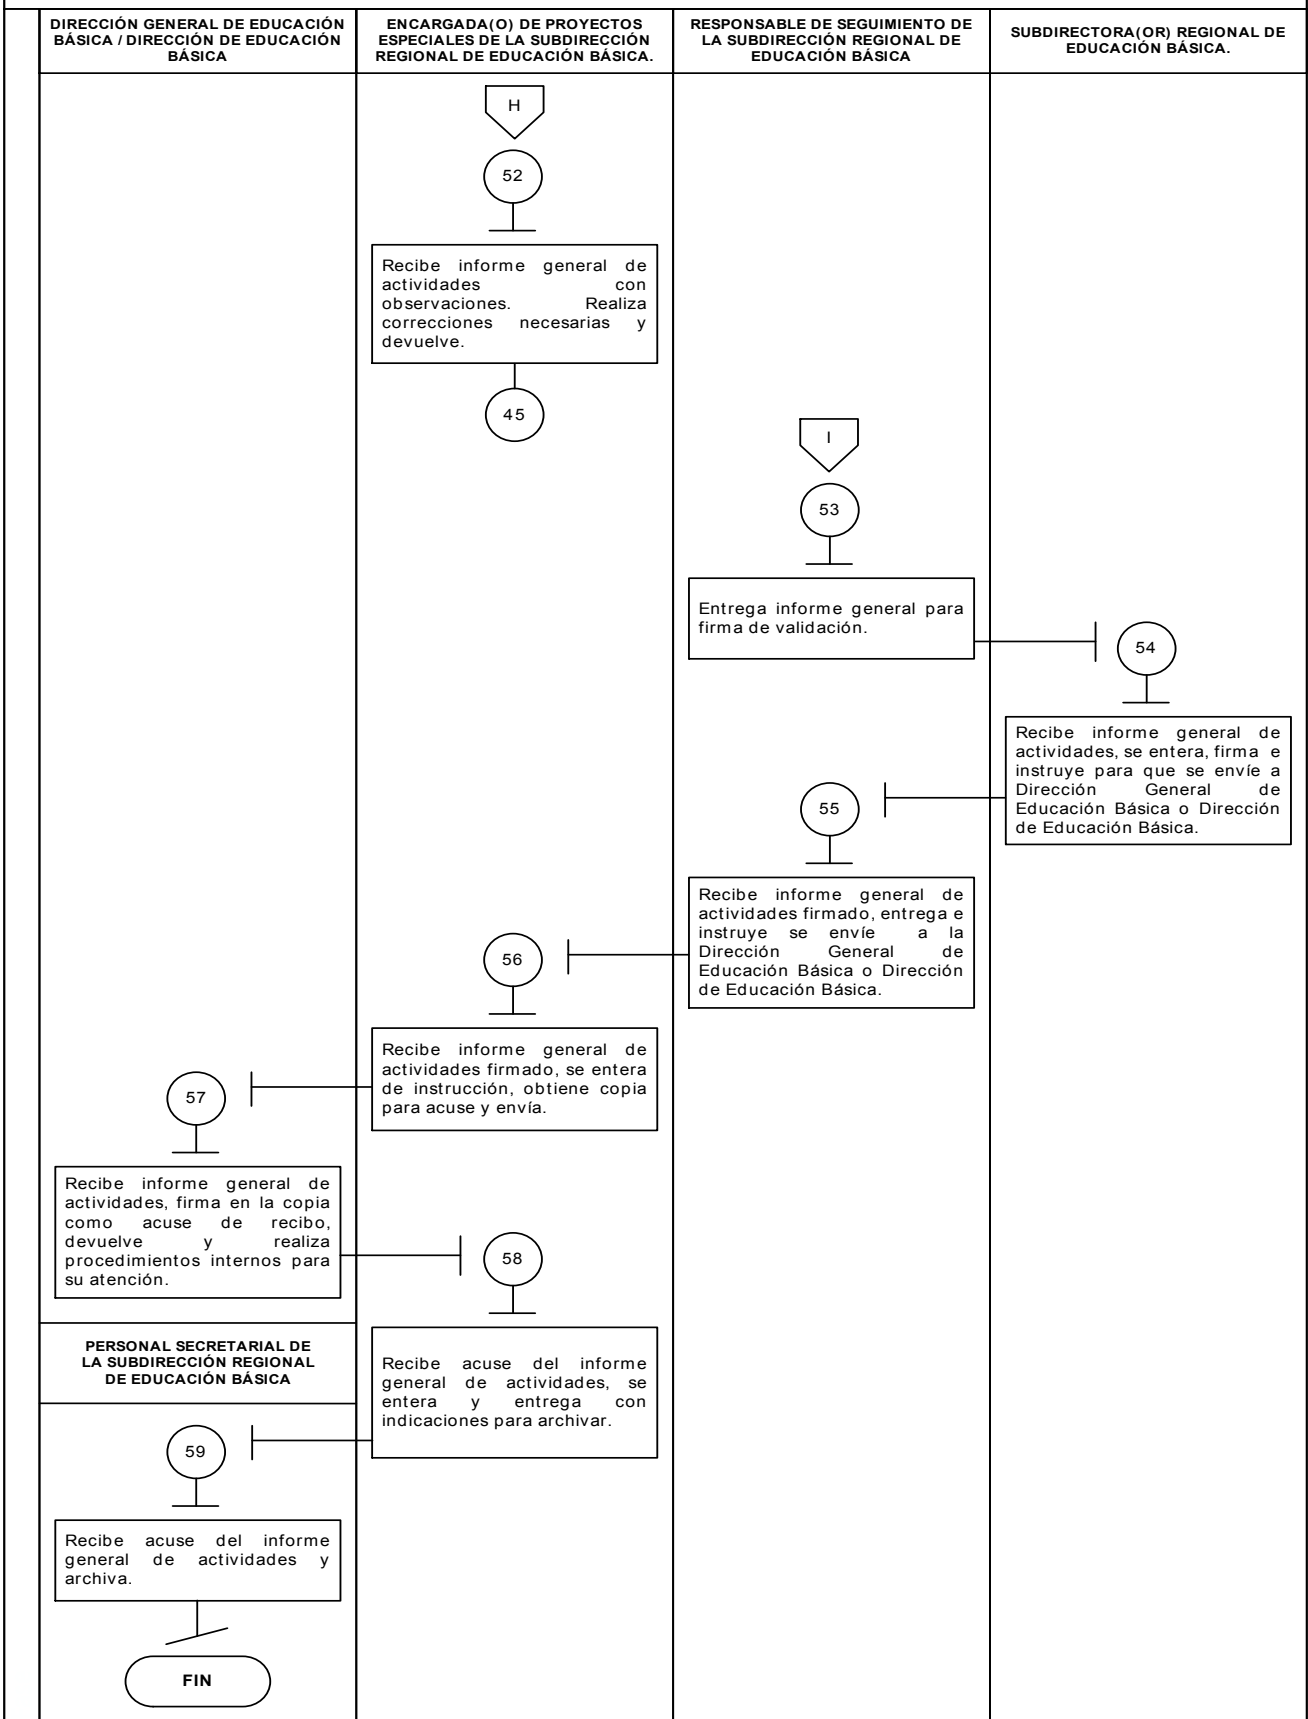 DIRECCIÓN GENERAL DE EDUCACIÓN
BÁSICA / DIRECCIÓN DE EDUCACIÓN
BÁSICA
ENCARGADA(O) DE PROYECTOS
ESPECIALES DE LA SUBDIRECCIÓN
REGIONAL DE EDUCACIÓN BÁSICA.
RESPONSABLE DE SEGUIMIENTO DE
LA SUBDIRECCIÓN REGIONAL DE
EDUCACIÓN BÁSICA
SUBDIRECTORA(OR) REGIONAL DE
EDUCACIÓN BÁSICA.
H
52
Recibe informe general de
actividades con
observaciones. Realiza
correcciones necesarias y
devuelve.
45
I
53
Entrega informe general para
firma de validación.
54
Recibe informe general de
actividades, se entera, firma e
instruye para que se envíe a
Dirección General de
Educación Básica o Dirección
de Educación Básica.
55
Recibe informe general de
actividades firmado, entrega e
instruye se envíe a la
Dirección General de
Educación Básica o Dirección
de Educación Básica.
56
Recibe informe general de
actividades firmado, se entera
de instrucción, obtiene copia
para acuse y envía.
57
Recibe informe general de
actividades, firma en la copia
como acuse de recibo,
devuelve y realiza
procedimientos internos para
su atención.
58
Recibe acuse del informe
general de actividades, se
entera y entrega con
indicaciones para archivar.
PERSONAL SECRETARIAL DE
LA SUBDIRECCIÓN REGIONAL
DE EDUCACIÓN BÁSICA
59
Recibe acuse del informe
general de actividades y
archiva.
FIN